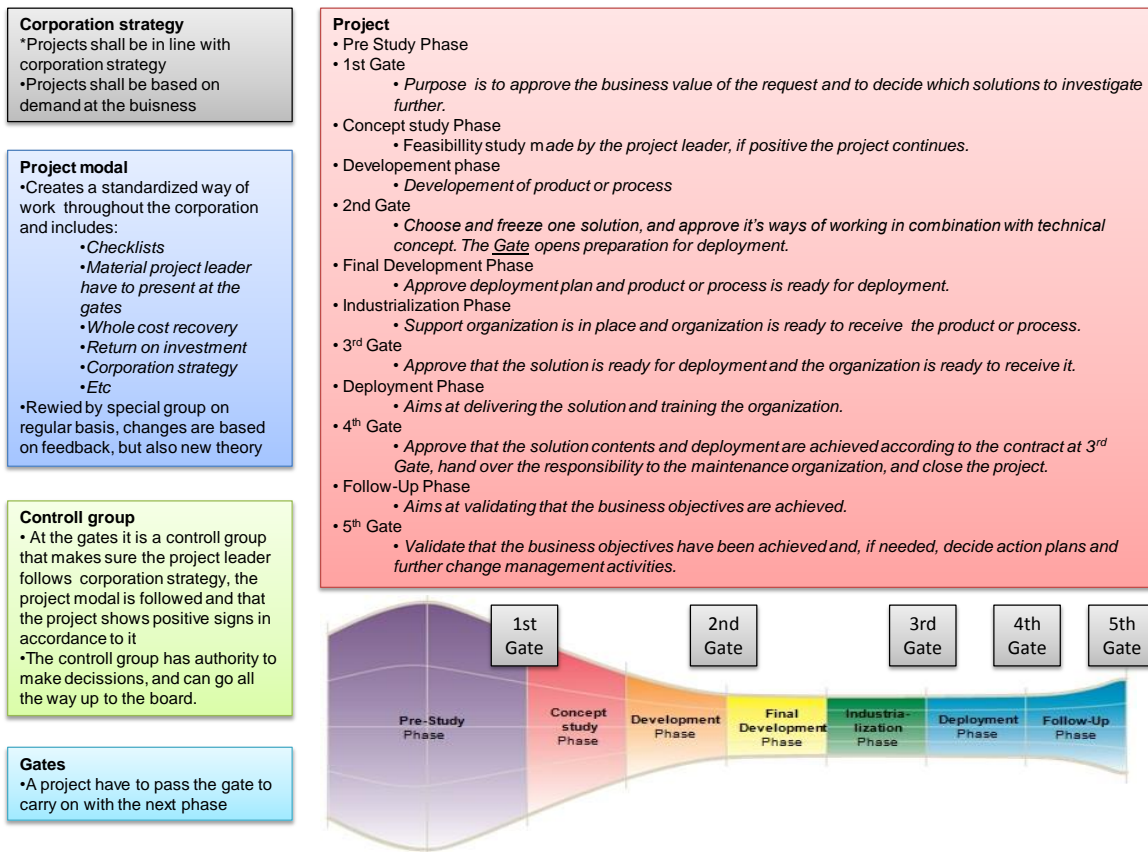 Corporation strategy
*Projects shall be in line with
corporation strategy
•Projects shall be based on
demand at the buisness
Project modal
•Creates a standardized way of
work throughout the corporation
and includes:
•Checklists
•Material project leader
have to present at the
gates
•Whole cost recovery
•Return on investment
•Corporation strategy
•Etc
•Rewied by special group on
regular basis, changes are based
on feedback, but also new theory
Controll group
• At the gates it is a controll group
that makes sure the project leader
follows corporation strategy, the
project modal is followed and that
the project shows positive signs in
accordance to it
•The controll group has authority to
make decissions, and can go all
the way up to the board.
Gates
•A project have to pass the gate to
carry on with the next phase
Project
• Pre Study Phase
• 1st Gate
• Purpose is to approve the business value of the request and to decide which solutions to investigate
further.
• Concept study Phase
• Feasibillity study made by the project leader, if positive the project continues.
• Developement phase
• Developement of product or process
• 2nd Gate
• Choose and freeze one solution, and approve it's ways of working in combination with technical
concept. The Gate opens preparation for deployment.
• Final Development Phase
• Approve deployment plan and product or process is ready for deployment.
• Industrialization Phase
• Support organization is in place and organization is ready to receive the product or process.
• 3rd Gate
• Approve that the solution is ready for deployment and the organization is ready to receive it.
• Deployment Phase
• Aims at delivering the solution and training the organization.
• 4th Gate
• Approve that the solution contents and deployment are achieved according to the contract at 3rd
Gate, hand over the responsibility to the maintenance organization, and close the project.
• Follow-Up Phase
• Aims at validating that the business objectives are achieved.
• 5th Gate
• Validate that the business objectives have been achieved and, if needed, decide action plans and
further change management activities.
1st
Gate
2nd
Gate
3rd
Gate
4th
Gate
5th
Gate
Pre-Study
Phase
Concept
study
Phase
Development
Phase
Final
Development
Phase
Industria-
lization
Phase
Deployment
Phase
Follow-Up
Phase